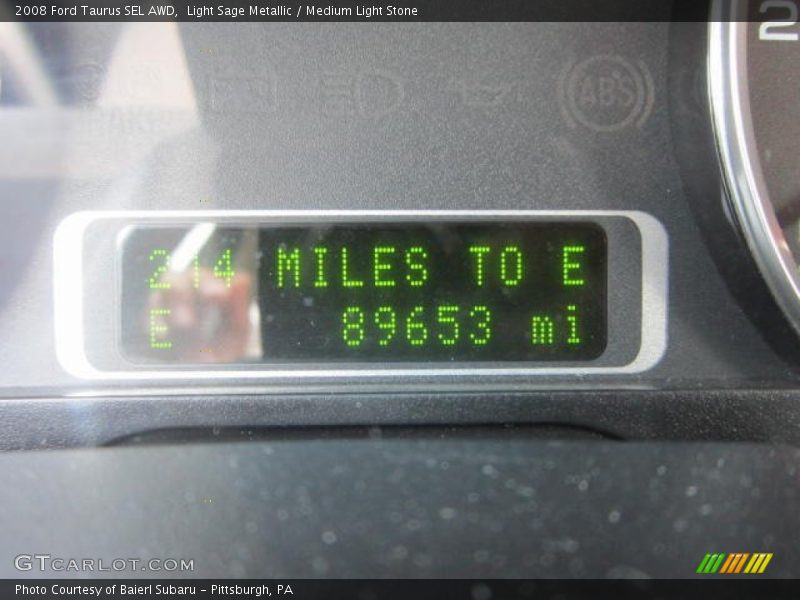 2008 Ford Taurus SEL AWD, Light Sage Metallic / Medium Light Stone
2
ABS
214 MILES TO E
E 89653 mi
GTCARLOT.COM
Photo Courtesy of Baierl Subaru - Pittsburgh, PA